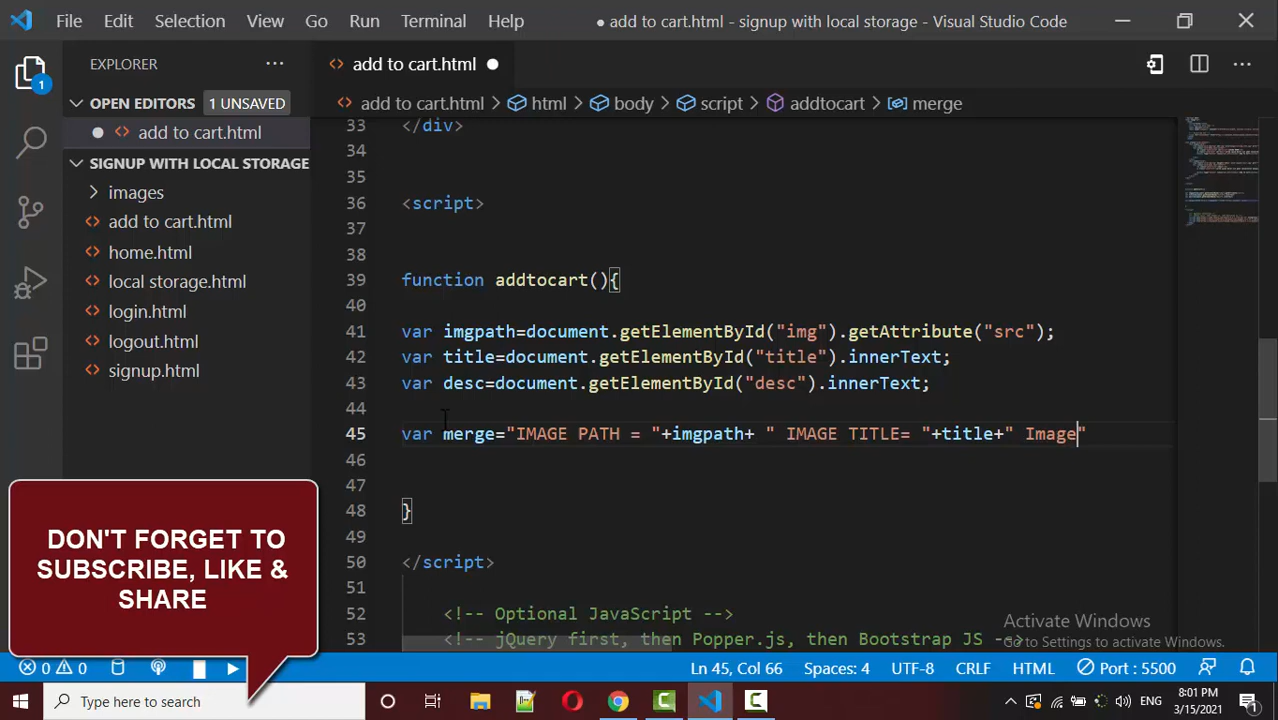 File Edit Selection View Go Run Terminal Help ● add to cart.html - signup with local storage - Visual Studio Code
EXPLORER ... <> add to cart.html ●
OPEN EDITORS 1 UNSAVED
<> add to cart.html > html > body > script > addtocart > merge
● <> add to cart.html
SIGNUP WITH LOCAL STORAGE
> images
<> add to cart.html
<> home.html
<> local storage.html
<> login.html
<> logout.html
<> signup.html
1
33 </div>
34
35
36 <script>
37
38
39 function addtocart(){
40
41 var imgpath=document.getElementById("img").getAttribute("src");
42 var title=document.getElementById("title").innerText;
43 var desc=document.getElementById("desc").innerText;
44
45 var merge="IMAGE PATH = "+imgpath+ " IMAGE TITLE= "+title+" Image"
46
47
48 }
49
50 </script>
51
52 <!-- Optional JavaScript -->
53 <!-- jQuery first, then Popper.js, then Bootstrap JS -->
DON'T FORGET TO
SUBSCRIBE, LIKE &
SHARE
Activate Windows
Go to Settings to activate Windows.
0 0 Ln 45, Col 66 Spaces: 4 UTF-8 CRLF HTML Port : 5500
Type here to search ENG 8:01 PM
3/15/2021 1